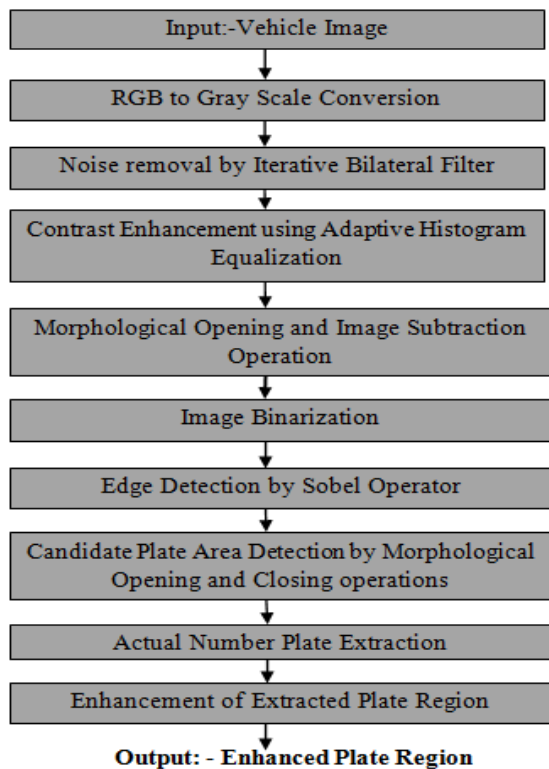 Input:-Vehicle Image
RGB to Gray Scale Conversion
Noise removal by Iterative Bilateral Filter
Contrast Enhancement using Adaptive Histogram
Equalization
Morphological Opening and Image Subtraction
Operation
Image Binarization
Edge Detection by Sobel Operator
Candidate Plate Area Detection by Morphological
Opening and Closing operations
Actual Number Plate Extraction
Enhancement of Extracted Plate Region
Output: - Enhanced Plate Region